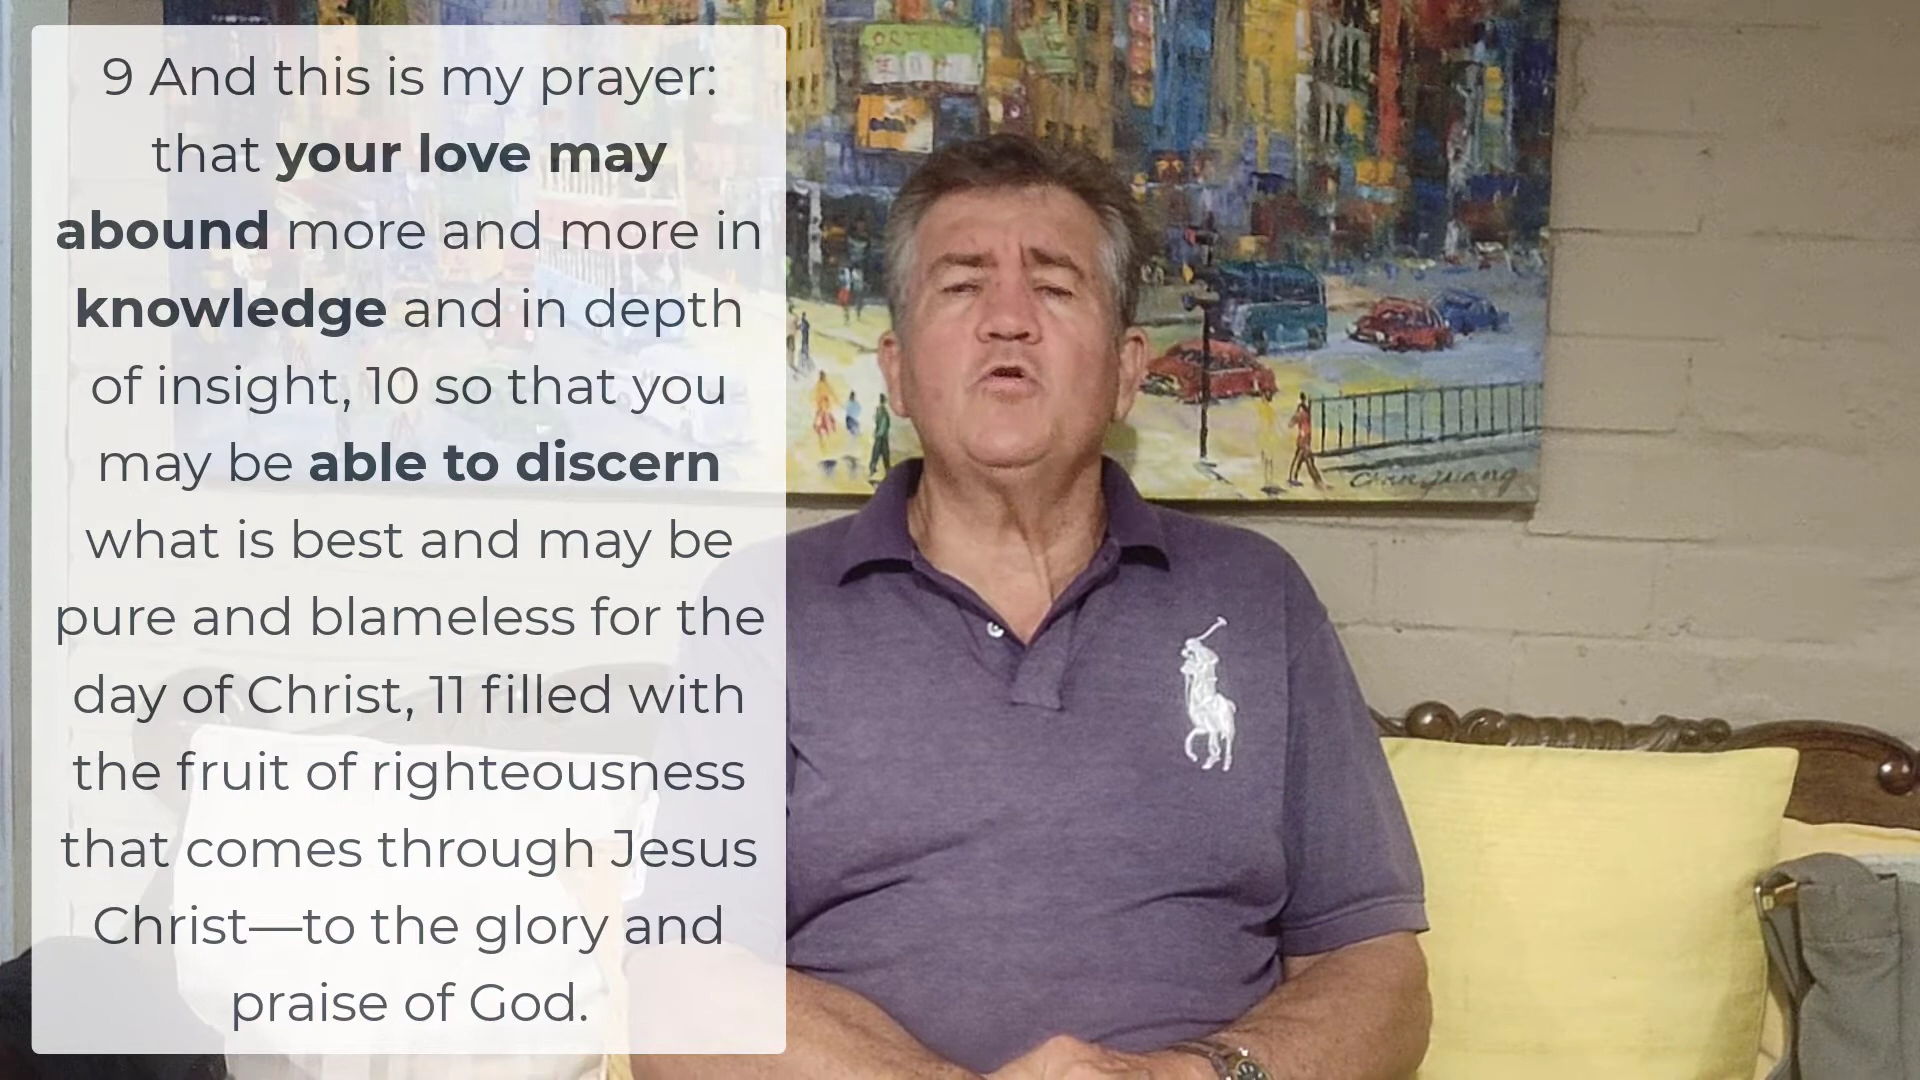 9 And this is my prayer:
that your love may
abound more and more in
knowledge and in depth
of insight, 10 so that you
may be able to discern
what is best and may be
pure and blameless for the
day of Christ, 11 filled with
the fruit of righteousness
that comes through Jesus
Christ—to the glory and
praise of God.